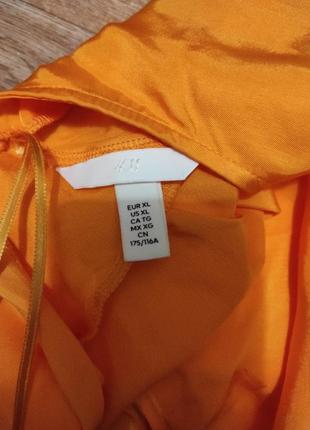 H&M
EUR XL
US XL
CA TG
MX XG
CN
175/116A